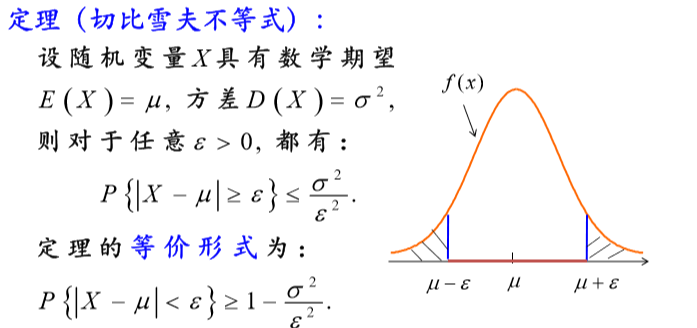 定理（切比雪夫不等式）:
设随机变量X具有数学期望
E(X) = μ, 方差D(X) = σ²,
则对于任意ε > 0, 都有:
P{|X − μ| ≥ ε} ≤ σ²/ε².
定理的等价形式为:
P{|X − μ| < ε} ≥ 1 − σ²/ε².
f(x)
μ − ε μ μ + ε